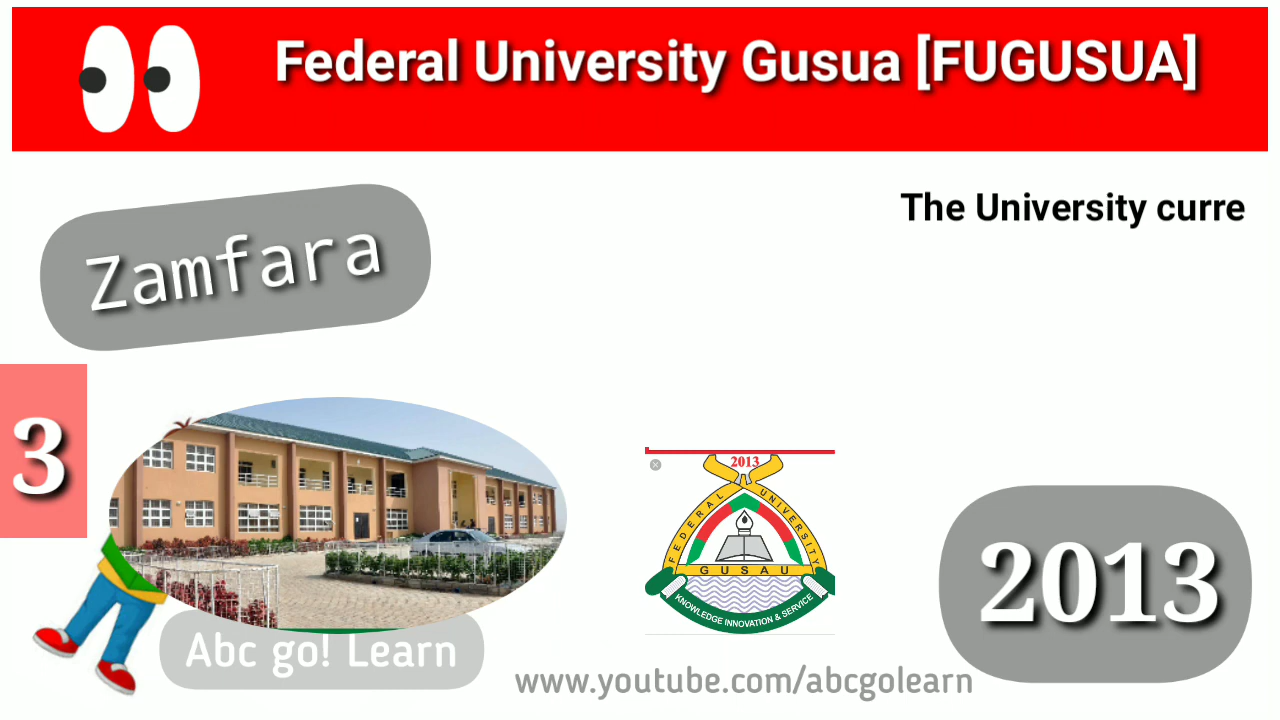 Federal University Gusua [FUGUSUA]
The University curre
Zamfara
3
2013
FEDERAL UNIVERSITY
GUSAU
KNOWLEDGE INNOVATION & SERVICE
2013
Abc go! Learn
www.youtube.com/abcgolearn